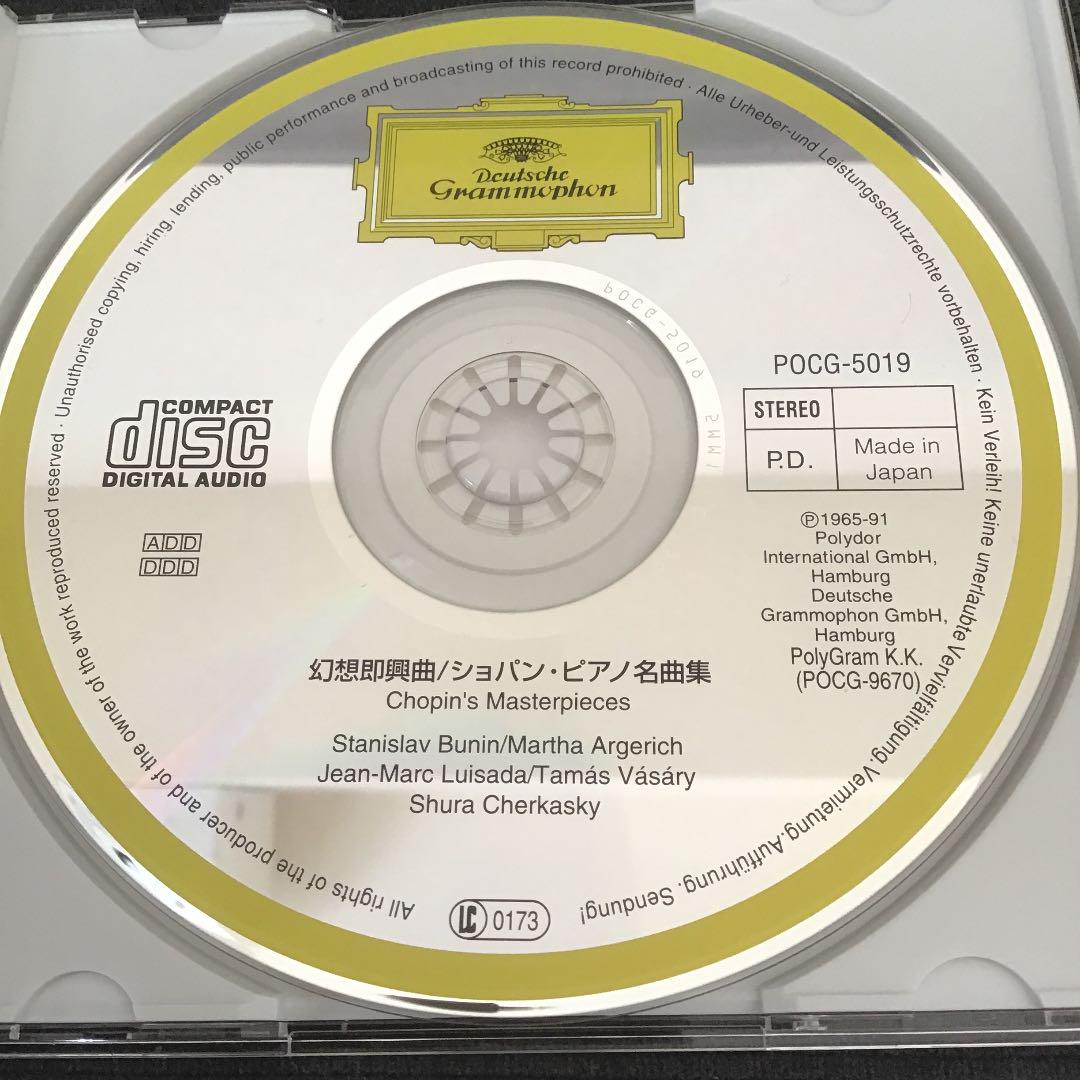 All rights of the producer and of the owner of the work reproduced reserved · Unauthorised copying, hiring, lending, public performance and broadcasting of this record prohibited · Alle Urheber-und Leistungsschutzrechte vorbehalten · Kein Verleih! Keine unerlaubte Vervielfältigung. Vermietung. Aufführung. Sendung!
Deutsche
Grammophon
POCG-5019
1MM5
POCG-5019
STEREO
P.D.
Made in
Japan
COMPACT
disc
DIGITAL AUDIO
ADD
DDD
℗1965-91
Polydor
International GmbH,
Hamburg
Deutsche
Grammophon GmbH,
Hamburg
PolyGram K.K.
(POCG-9670)
幻想即興曲/ショパン・ピアノ名曲集
Chopin's Masterpieces
Stanislav Bunin/Martha Argerich
Jean-Marc Luisada/Tamás Vásáry
Shura Cherkasky
LC 0173